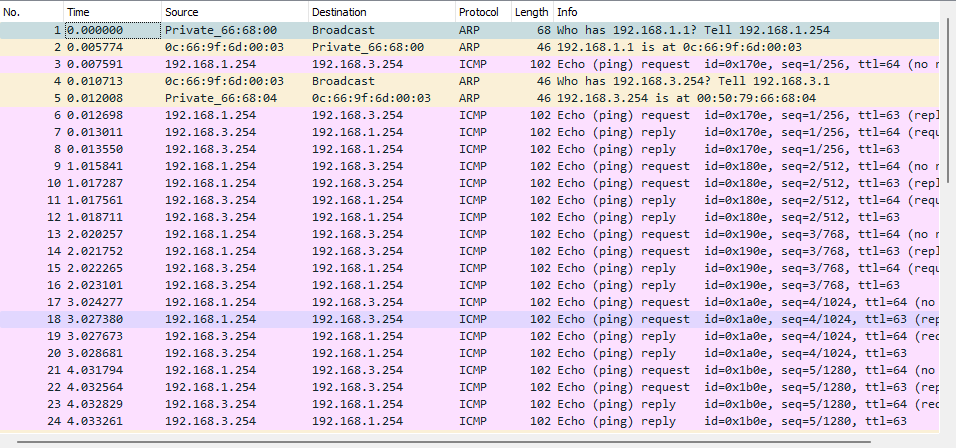 No. Time Source Destination Protocol Length Info
1 0.000000 Private_66:68:00 Broadcast ARP 68 Who has 192.168.1.1? Tell 192.168.1.254
2 0.005774 0c:66:9f:6d:00:03 Private_66:68:00 ARP 46 192.168.1.1 is at 0c:66:9f:6d:00:03
3 0.007591 192.168.1.254 192.168.3.254 ICMP 102 Echo (ping) request id=0x170e, seq=1/256, ttl=64 (no r
4 0.010713 0c:66:9f:6d:00:03 Broadcast ARP 46 Who has 192.168.3.254? Tell 192.168.3.1
5 0.012008 Private_66:68:04 0c:66:9f:6d:00:03 ARP 46 192.168.3.254 is at 00:50:79:66:68:04
6 0.012698 192.168.1.254 192.168.3.254 ICMP 102 Echo (ping) request id=0x170e, seq=1/256, ttl=63 (repl
7 0.013011 192.168.3.254 192.168.1.254 ICMP 102 Echo (ping) reply id=0x170e, seq=1/256, ttl=64 (requ
8 0.013550 192.168.3.254 192.168.1.254 ICMP 102 Echo (ping) reply id=0x170e, seq=1/256, ttl=63
9 1.015841 192.168.1.254 192.168.3.254 ICMP 102 Echo (ping) request id=0x180e, seq=2/512, ttl=64 (no r
10 1.017287 192.168.1.254 192.168.3.254 ICMP 102 Echo (ping) request id=0x180e, seq=2/512, ttl=63 (repl
11 1.017561 192.168.3.254 192.168.1.254 ICMP 102 Echo (ping) reply id=0x180e, seq=2/512, ttl=64 (requ
12 1.018711 192.168.3.254 192.168.1.254 ICMP 102 Echo (ping) reply id=0x180e, seq=2/512, ttl=63
13 2.020257 192.168.1.254 192.168.3.254 ICMP 102 Echo (ping) request id=0x190e, seq=3/768, ttl=64 (no r
14 2.021752 192.168.1.254 192.168.3.254 ICMP 102 Echo (ping) request id=0x190e, seq=3/768, ttl=63 (repl
15 2.022265 192.168.3.254 192.168.1.254 ICMP 102 Echo (ping) reply id=0x190e, seq=3/768, ttl=64 (requ
16 2.023101 192.168.3.254 192.168.1.254 ICMP 102 Echo (ping) reply id=0x190e, seq=3/768, ttl=63
17 3.024277 192.168.1.254 192.168.3.254 ICMP 102 Echo (ping) request id=0x1a0e, seq=4/1024, ttl=64 (no
18 3.027380 192.168.1.254 192.168.3.254 ICMP 102 Echo (ping) request id=0x1a0e, seq=4/1024, ttl=63 (rep
19 3.027673 192.168.3.254 192.168.1.254 ICMP 102 Echo (ping) reply id=0x1a0e, seq=4/1024, ttl=64 (req
20 3.028681 192.168.3.254 192.168.1.254 ICMP 102 Echo (ping) reply id=0x1a0e, seq=4/1024, ttl=63
21 4.031794 192.168.1.254 192.168.3.254 ICMP 102 Echo (ping) request id=0x1b0e, seq=5/1280, ttl=64 (no
22 4.032564 192.168.1.254 192.168.3.254 ICMP 102 Echo (ping) request id=0x1b0e, seq=5/1280, ttl=63 (rep
23 4.032829 192.168.3.254 192.168.1.254 ICMP 102 Echo (ping) reply id=0x1b0e, seq=5/1280, ttl=64 (req
24 4.033261 192.168.3.254 192.168.1.254 ICMP 102 Echo (ping) reply id=0x1b0e, seq=5/1280, ttl=63